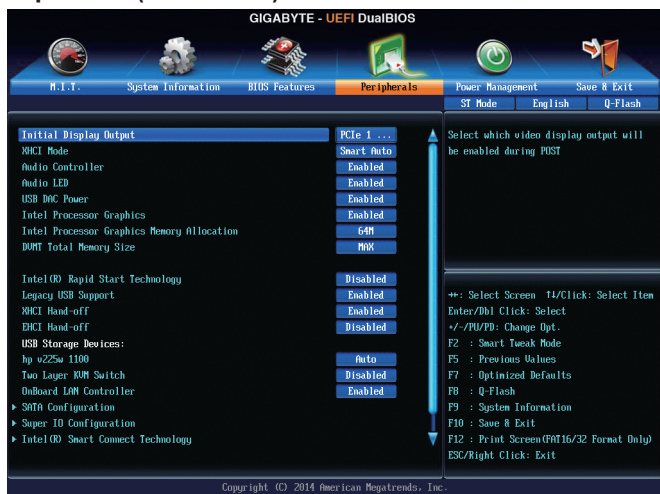 GIGABYTE - UEFI DualBIOS
M.I.T.
System Information
BIOS Features
Peripherals
Power Management
Save & Exit
ST Mode
English
Q-Flash
Initial Display Output PCIe 1 ...
XHCI Mode Smart Auto
Audio Controller Enabled
Audio LED Enabled
USB DAC Power Enabled
Intel Processor Graphics Enabled
Intel Processor Graphics Memory Allocation 64M
DVMT Total Memory Size MAX
Intel(R) Rapid Start Technology Disabled
Legacy USB Support Enabled
XHCI Hand-off Enabled
EHCI Hand-off Disabled
USB Storage Devices:
hp v225w 1100 Auto
Two Layer KVM Switch Disabled
OnBoard LAN Controller Enabled
SATA Configuration
Super IO Configuration
Intel(R) Smart Connect Technology
Select which video display output will
be enabled during POST
++: Select Screen ↑↓/Click: Select Item
Enter/Dbl Click: Select
+/-/PU/PD: Change Opt.
F2 : Smart Tweak Mode
F5 : Previous Values
F7 : Optimized Defaults
F8 : Q-Flash
F9 : System Information
F10 : Save & Exit
F12 : Print Screen(FAT16/32 Format Only)
ESC/Right Click: Exit
Copyright (C) 2014 American Megatrends, Inc.